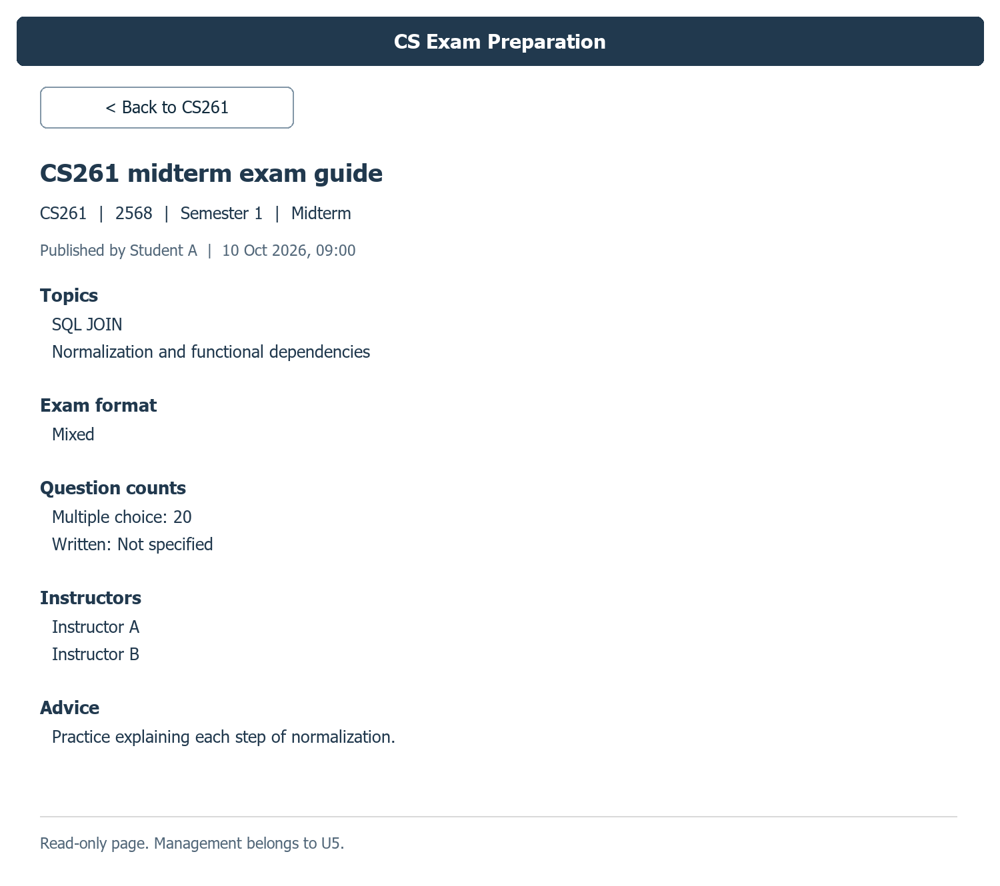 CS Exam Preparation
< Back to CS261
CS261 midterm exam guide
CS261 | 2568 | Semester 1 | Midterm
Published by Student A | 10 Oct 2026, 09:00
Topics
SQL JOIN
Normalization and functional dependencies
Exam format
Mixed
Question counts
Multiple choice: 20
Written: Not specified
Instructors
Instructor A
Instructor B
Advice
Practice explaining each step of normalization.
Read-only page. Management belongs to U5.